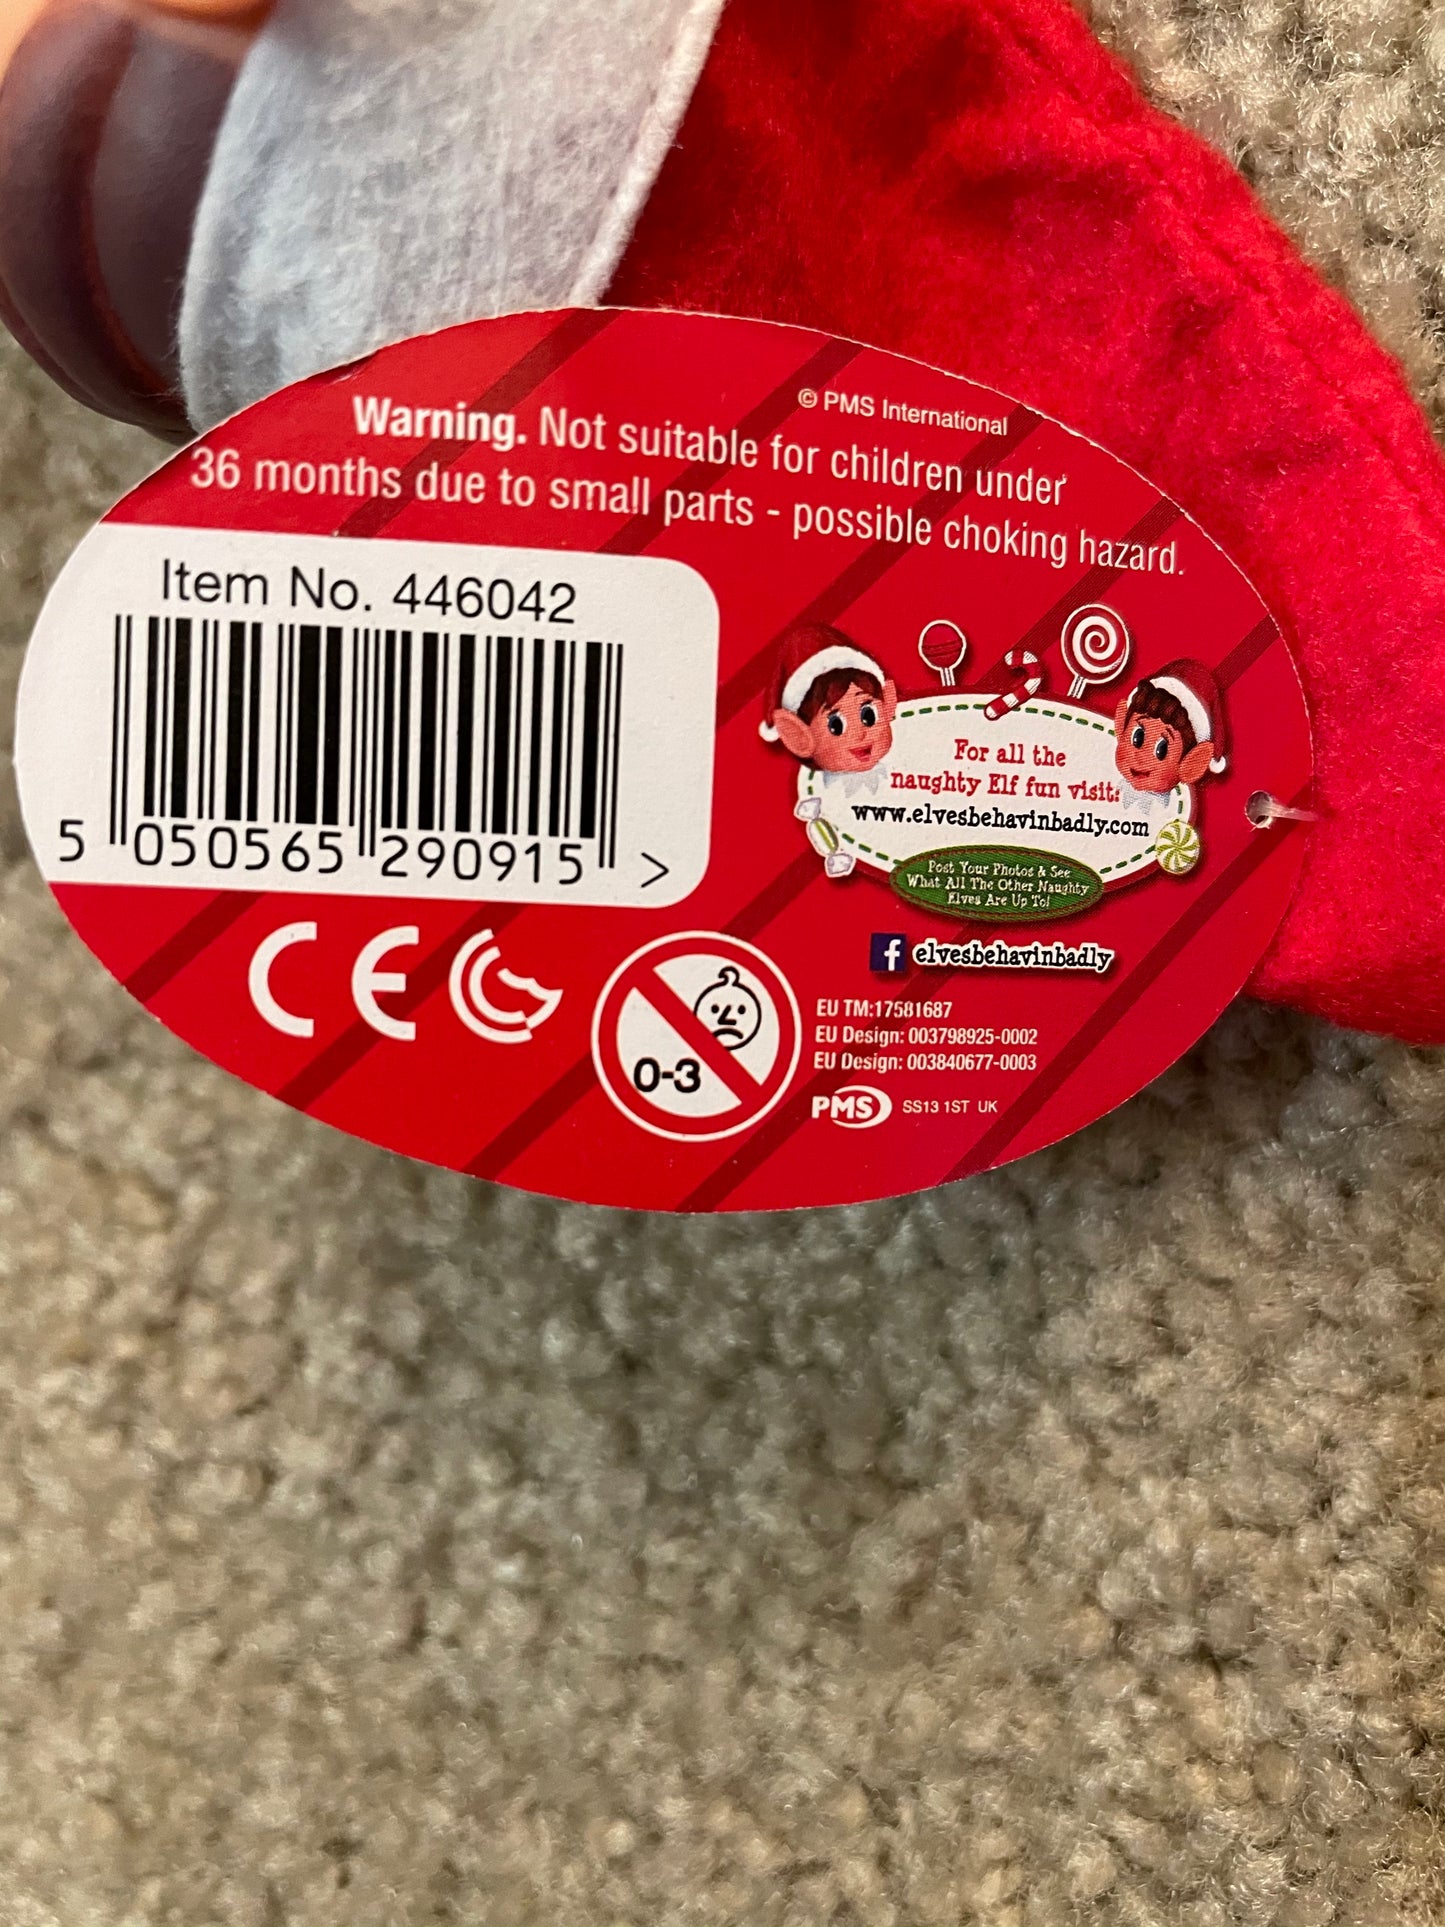 © PMS International
Warning. Not suitable for children under
36 months due to small parts - possible choking hazard.
Item No. 446042
5 050565 290915 >
For all the
naughty Elf fun visit:
www.elvesbehavinbadly.com
Post Your Photos & See
What All The Other Naughty
Elves Are Up To!
f elvesbehavinbadly
CE
0-3
EU TM:17581687
EU Design: 003798925-0002
EU Design: 003840677-0003
PMS SS13 1ST UK